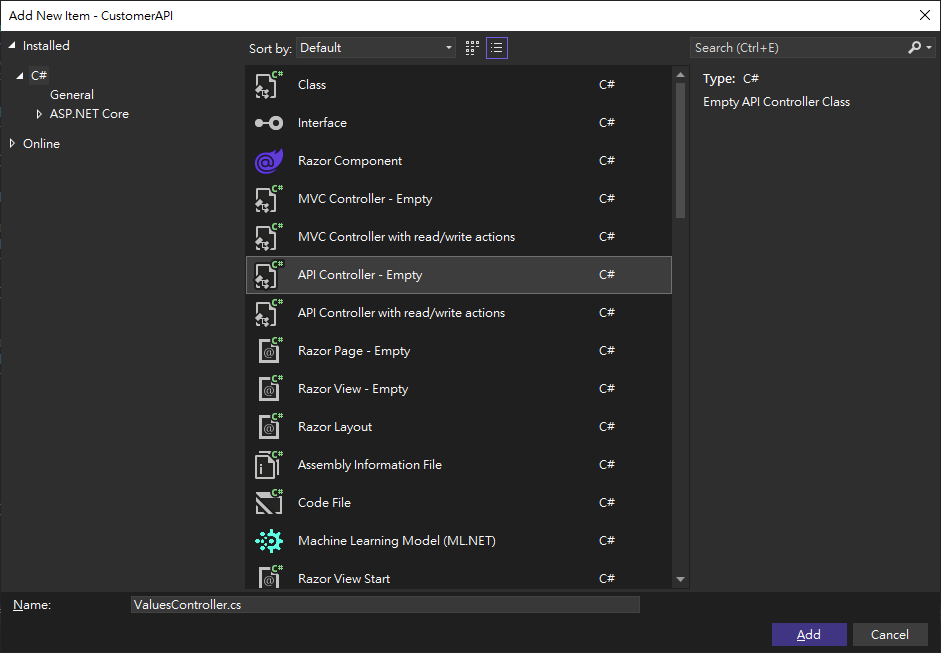 Add New Item - CustomerAPI
Installed
C#
General
ASP.NET Core
Online
Sort by: Default
Search (Ctrl+E)
Class C#
Interface C#
Razor Component C#
MVC Controller - Empty C#
MVC Controller with read/write actions C#
API Controller - Empty C#
API Controller with read/write actions C#
Razor Page - Empty C#
Razor View - Empty C#
Razor Layout C#
Assembly Information File C#
Code File C#
Machine Learning Model (ML.NET) C#
Razor View Start C#
Type: C#
Empty API Controller Class
Name: ValuesController.cs
Add Cancel